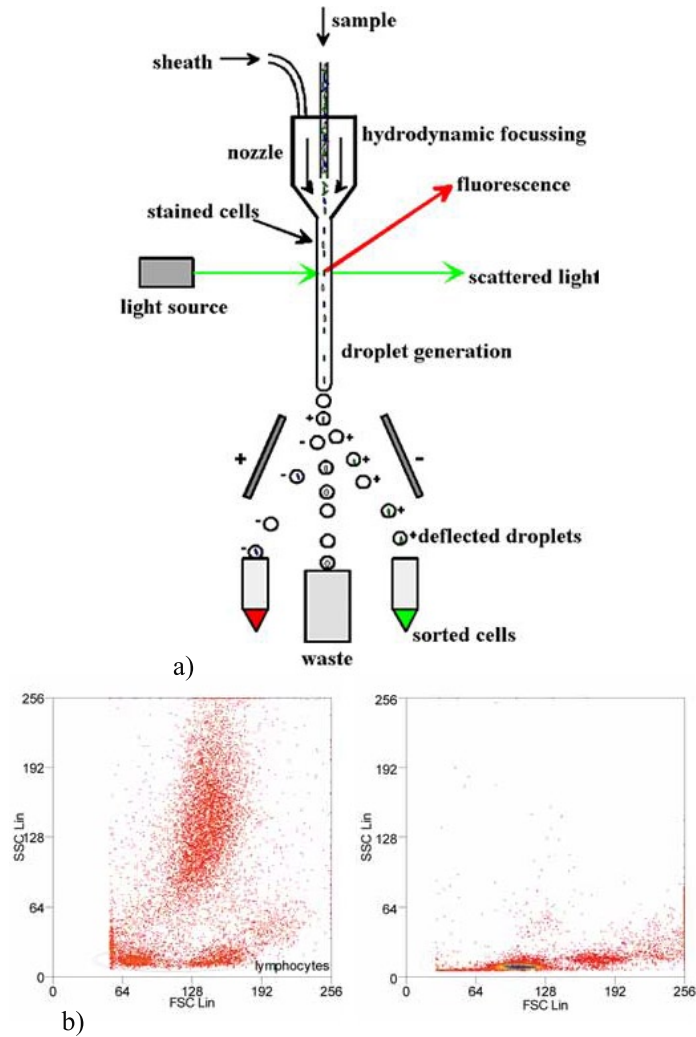 sample
sheath
hydrodynamic focussing
nozzle
fluorescence
stained cells
scattered light
light source
droplet generation
+
-
+
-
+
+
-
+
-
+
-
+deflected droplets
-
sorted cells
waste
a)
256
192
128
64
0
SSC Lin
lymphocytes
0
64
128
192
256
FSC Lin
256
192
128
64
0
SSC Lin
0
64
128
192
256
FSC Lin
b)